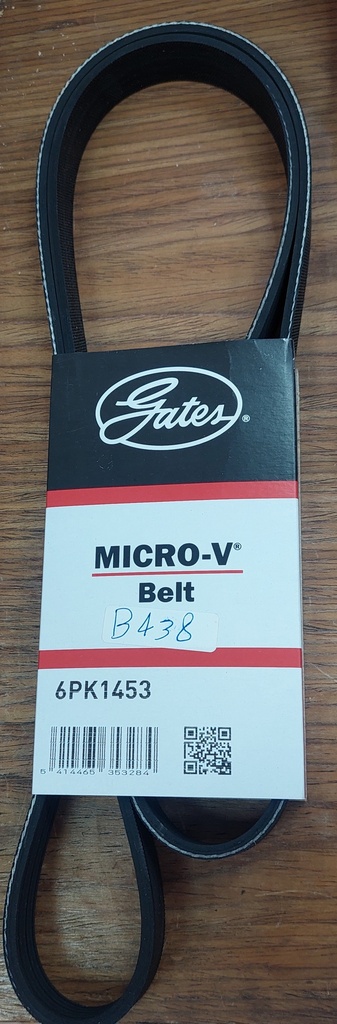 Gates®
MICRO-V®
Belt
B438
6PK1453
5 414465 353284